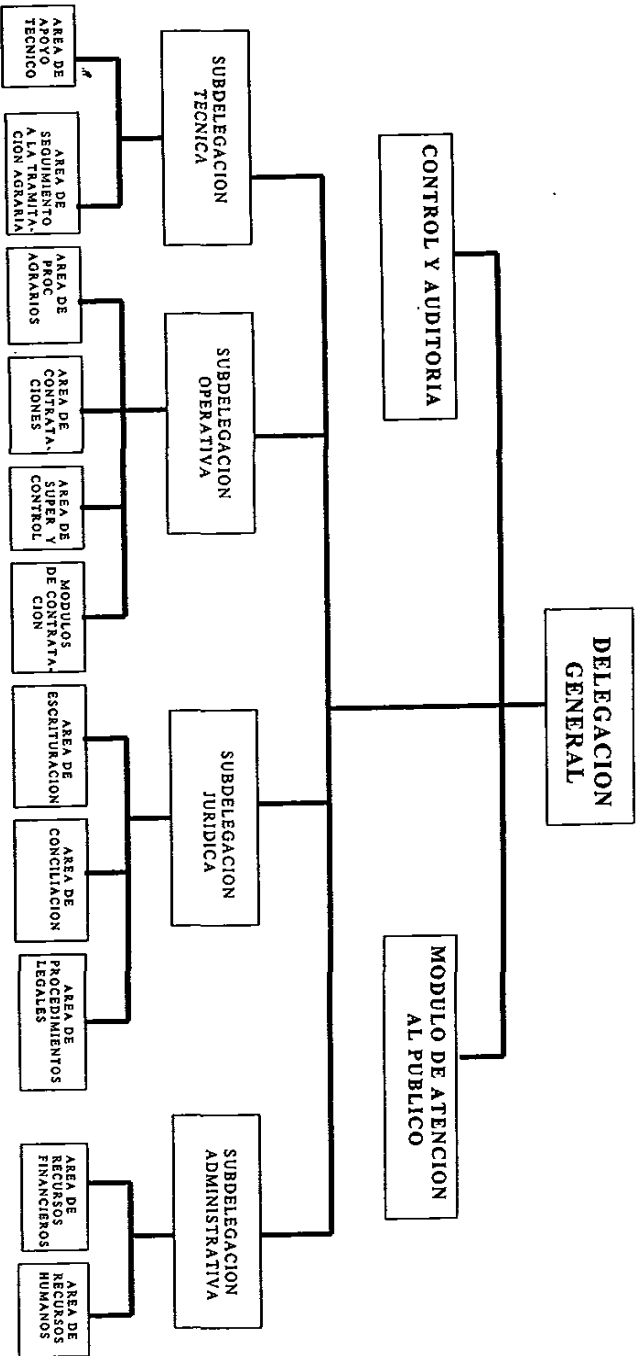 DELEGACION
GENERAL
CONTROL Y AUDITORIA
MODULO DE ATENCION
AL PUBLICO
SUBDELEGACION
TECNICA
SUBDELEGACION
OPERATIVA
SUBDELEGACION
JURIDICA
SUBDELEGACION
ADMINISTRATIVA
AREA DE
APOYO
TECNICO
AREA DE
SEGUIMIENTO
A LA TRAMITA-
CION AGRARIA
AREA DE
PROC
AGRARIOS
AREA DE
CONTRATA-
CIONES
AREA DE
SUPER Y
CONTROL
MODULOS
DE CONTRATA-
CION
AREA DE
ESCRITURACION
AREA DE
CONCILIACION
AREA DE
PROCEDIMIENTOS
LEGALES
AREA DE
RECURSOS
FINANCIEROS
AREA DE
RECURSOS
HUMANOS